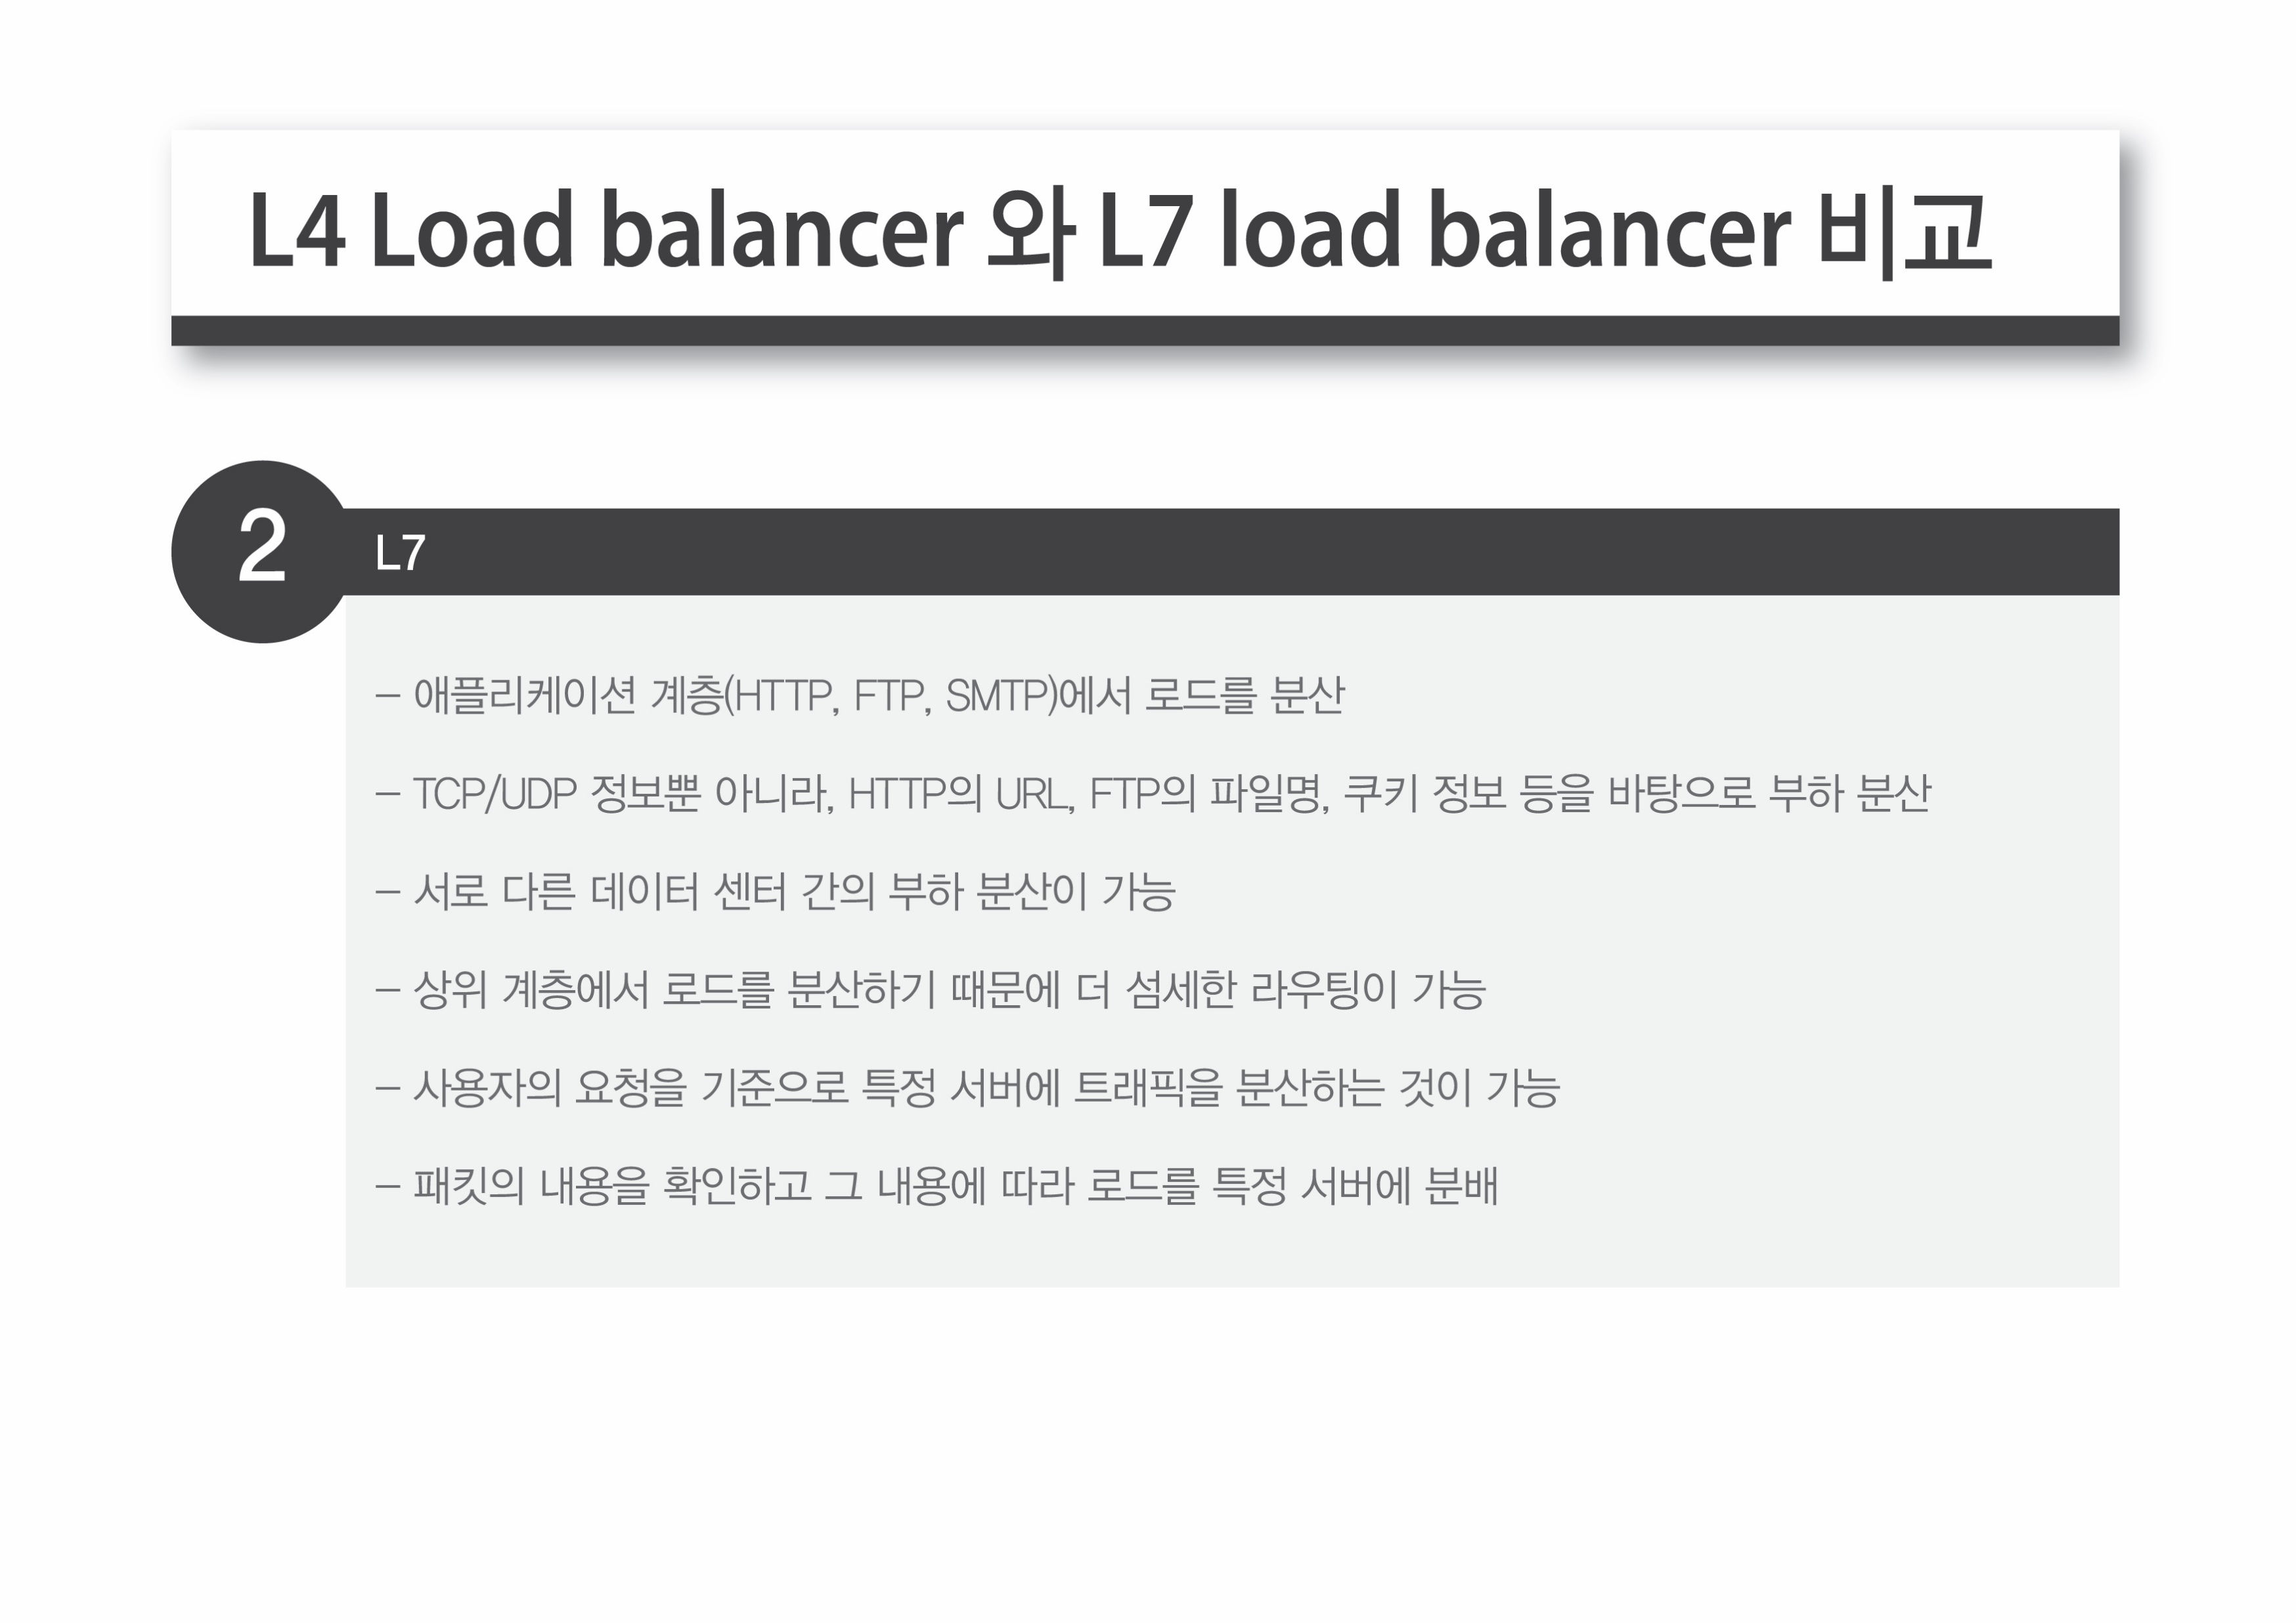 L4 Load balancer 와 L7 load balancer 비교
2
L7
– 애플리케이션 계층(HTTP, FTP, SMTP)에서 로드를 분산
– TCP/UDP 정보뿐 아니라, HTTP의 URL, FTP의 파일명, 쿠키 정보 등을 바탕으로 부하 분산
– 서로 다른 데이터 센터 간의 부하 분산이 가능
– 상위 계층에서 로드를 분산하기 때문에 더 섬세한 라우팅이 가능
– 사용자의 요청을 기준으로 특정 서버에 트래픽을 분산하는 것이 가능
– 패킷의 내용을 확인하고 그 내용에 따라 로드를 특정 서버에 분배